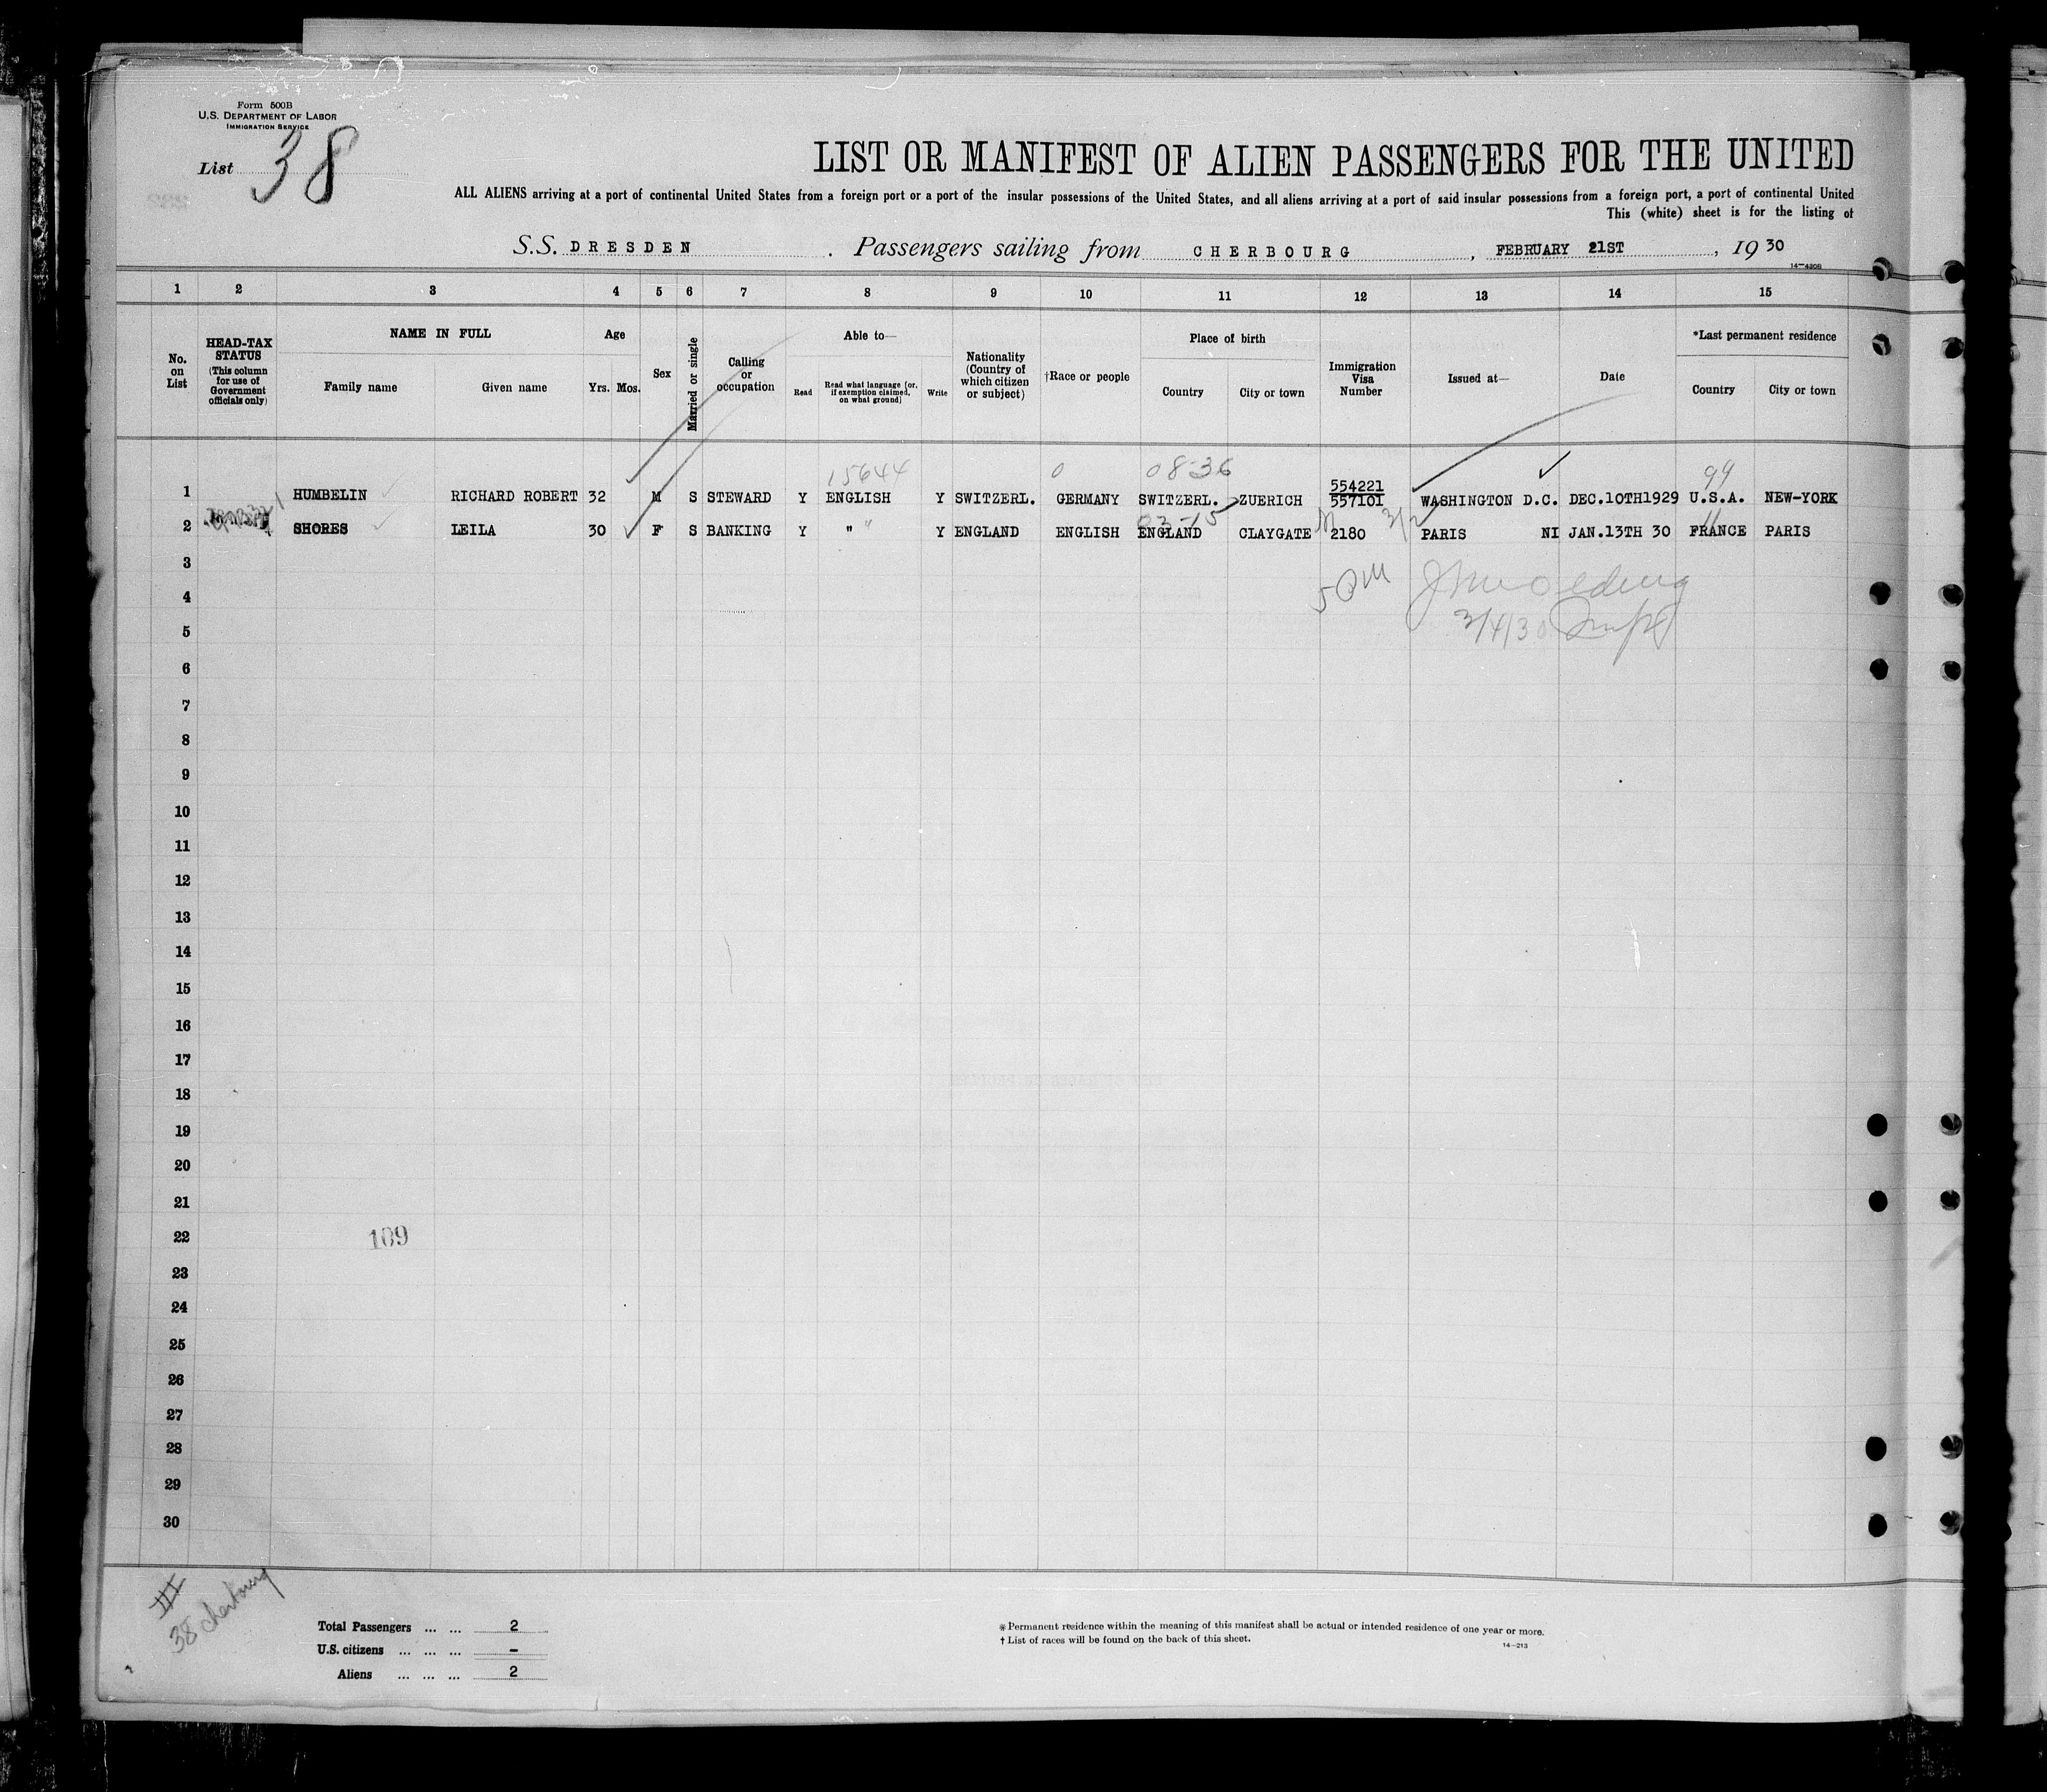 Form 500B
U.S. DEPARTMENT OF LABOR
IMMIGRATION SERVICE
List 38
LIST OR MANIFEST OF ALIEN PASSENGERS FOR THE UNITED
ALL ALIENS arriving at a port of continental United States from a foreign port or a port of the insular possessions of the United States, and all aliens arriving at a port of said insular possessions from a foreign port, a port of continental United
This (white) sheet is for the listing of
S.S. DRESDEN . Passengers sailing from CHERBOURG , FEBRUARY 21ST , 19 30
14-4206
1 2 3 4 5 6 7 8 9 10 11 12 13 14 15
No. on List
HEAD-TAX STATUS
(This column for use of Government officials only)
NAME IN FULL
Family name Given name
Age
Yrs. Mos.
Sex
Married or single
Calling or occupation
Able to—
Read
Read what language (or, if exemption claimed, on what ground)
Write
Nationality (Country of which citizen or subject)
†Race or people
Place of birth
Country City or town
Immigration Visa Number
Issued at—
Date
*Last permanent residence
Country City or town
15644 0 0836 99
1 HUMBELIN RICHARD ROBERT 32 M S STEWARD Y ENGLISH Y SWITZERL. GERMANY SWITZERL. ZUERICH 554221 557101 WASHINGTON D.C. DEC.10TH1929 U.S.A. NEW-YORK
03-15 11
2 SHORES LEILA 30 F S BANKING Y " " Y ENGLAND ENGLISH ENGLAND CLAYGATE 2180 PARIS NI JAN.13TH 30 FRANCE PARIS
3
4
5
3/4/30
6
7
8
9
10
11
12
13
14
15
16
17
18
19
20
21
22 109
23
24
25
26
27
28
29
30
III
38 Cherbourg
Total Passengers ... ... 2
U.S. citizens ... ... ... –
Aliens ... ... ... 2
* Permanent residence within the meaning of this manifest shall be actual or intended residence of one year or more.
† List of races will be found on the back of this sheet.
14-213